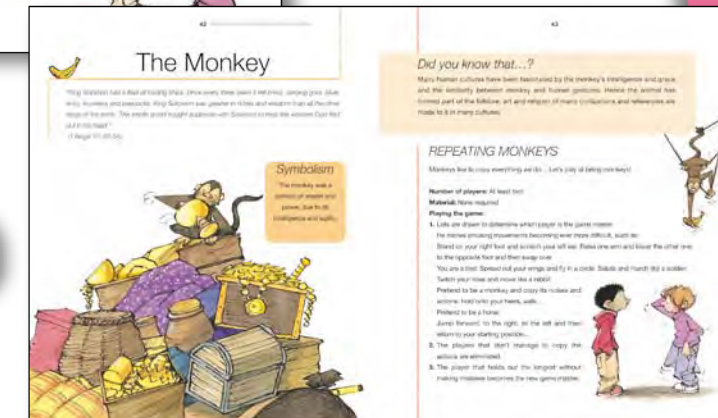 42
The Monkey
"King Solomon had a fleet of trading ships. Once every three years it returned, carrying gold, silver,
ivory, monkeys and peacocks. King Solomon was greater in riches and wisdom than all the other
kings of the earth. The whole world sought audience with Solomon to hear the wisdom God had
put in his heart."
Symbolism
The monkey was a
symbol of wealth and
power, due to its
intelligence and agility.
43
Did you know that…?
Many human cultures have been fascinated by the monkey's intelligence and grace
and the similarity between monkey and human gestures. Hence the animal has
formed part of the folklore, art and religion of many civilisations and references are
made to it in many cultures.
REPEATING MONKEYS
Monkeys like to copy everything we do… Let's play at being monkeys!
Number of players: At least two
Material: None required
Playing the game:
1. Lots are drawn to determine which player is the game master.
He mimes amusing movements becoming ever more difficult, such as:
Stand on your right foot and scratch your left ear. Raise one arm and lower the other one
to the opposite foot and then swap over.
You are a bird. Spread out your wings and fly in a circle. Salute and march like a soldier.
Twitch your nose and move like a rabbit.
Pretend to be a monkey and copy its noises and
actions: hold onto your heels, walk…
Pretend to be a horse.
Jump forward, to the right, to the left and then
return to your starting position…
2. The players that don't manage to copy the
actions are eliminated.
3. The player that holds out the longest without
making mistakes becomes the new game master.